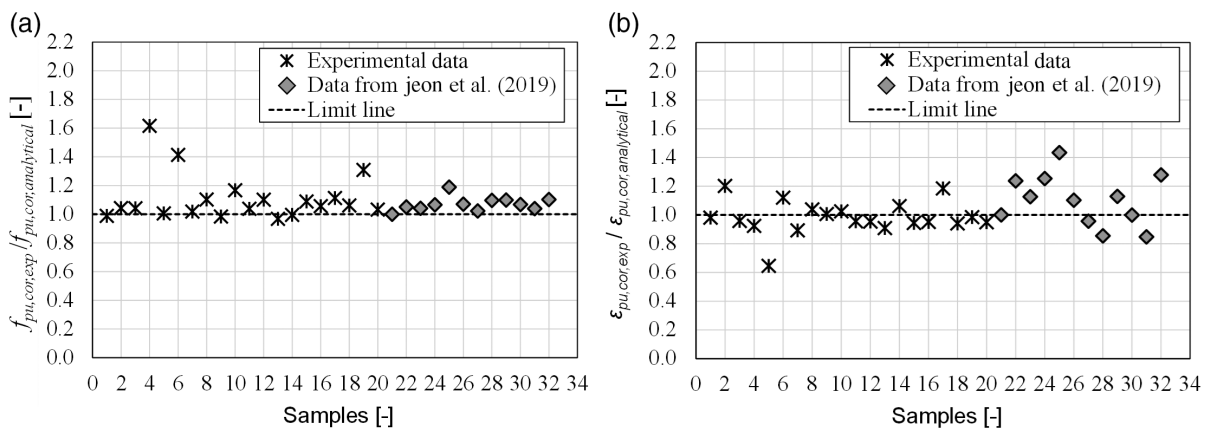 (a)
f pu,cor,exp/f pu,cor,analytical [-]
2.2
2.0
1.8
1.6
1.4
1.2
1.0
0.8
0.6
0.4
0.2
0.0
Experimental data
Data from jeon et al. (2019)
Limit line
0 2 4 6 8 10 12 14 16 18 20 22 24 26 28 30 32 34
Samples [-]
(b)
ε pu,cor,exp / ε pu,cor,analytical [-]
2.2
2.0
1.8
1.6
1.4
1.2
1.0
0.8
0.6
0.4
0.2
0.0
Experimental data
Data from jeon et al. (2019)
Limit line
0 2 4 6 8 10 12 14 16 18 20 22 24 26 28 30 32 34
Samples [-]